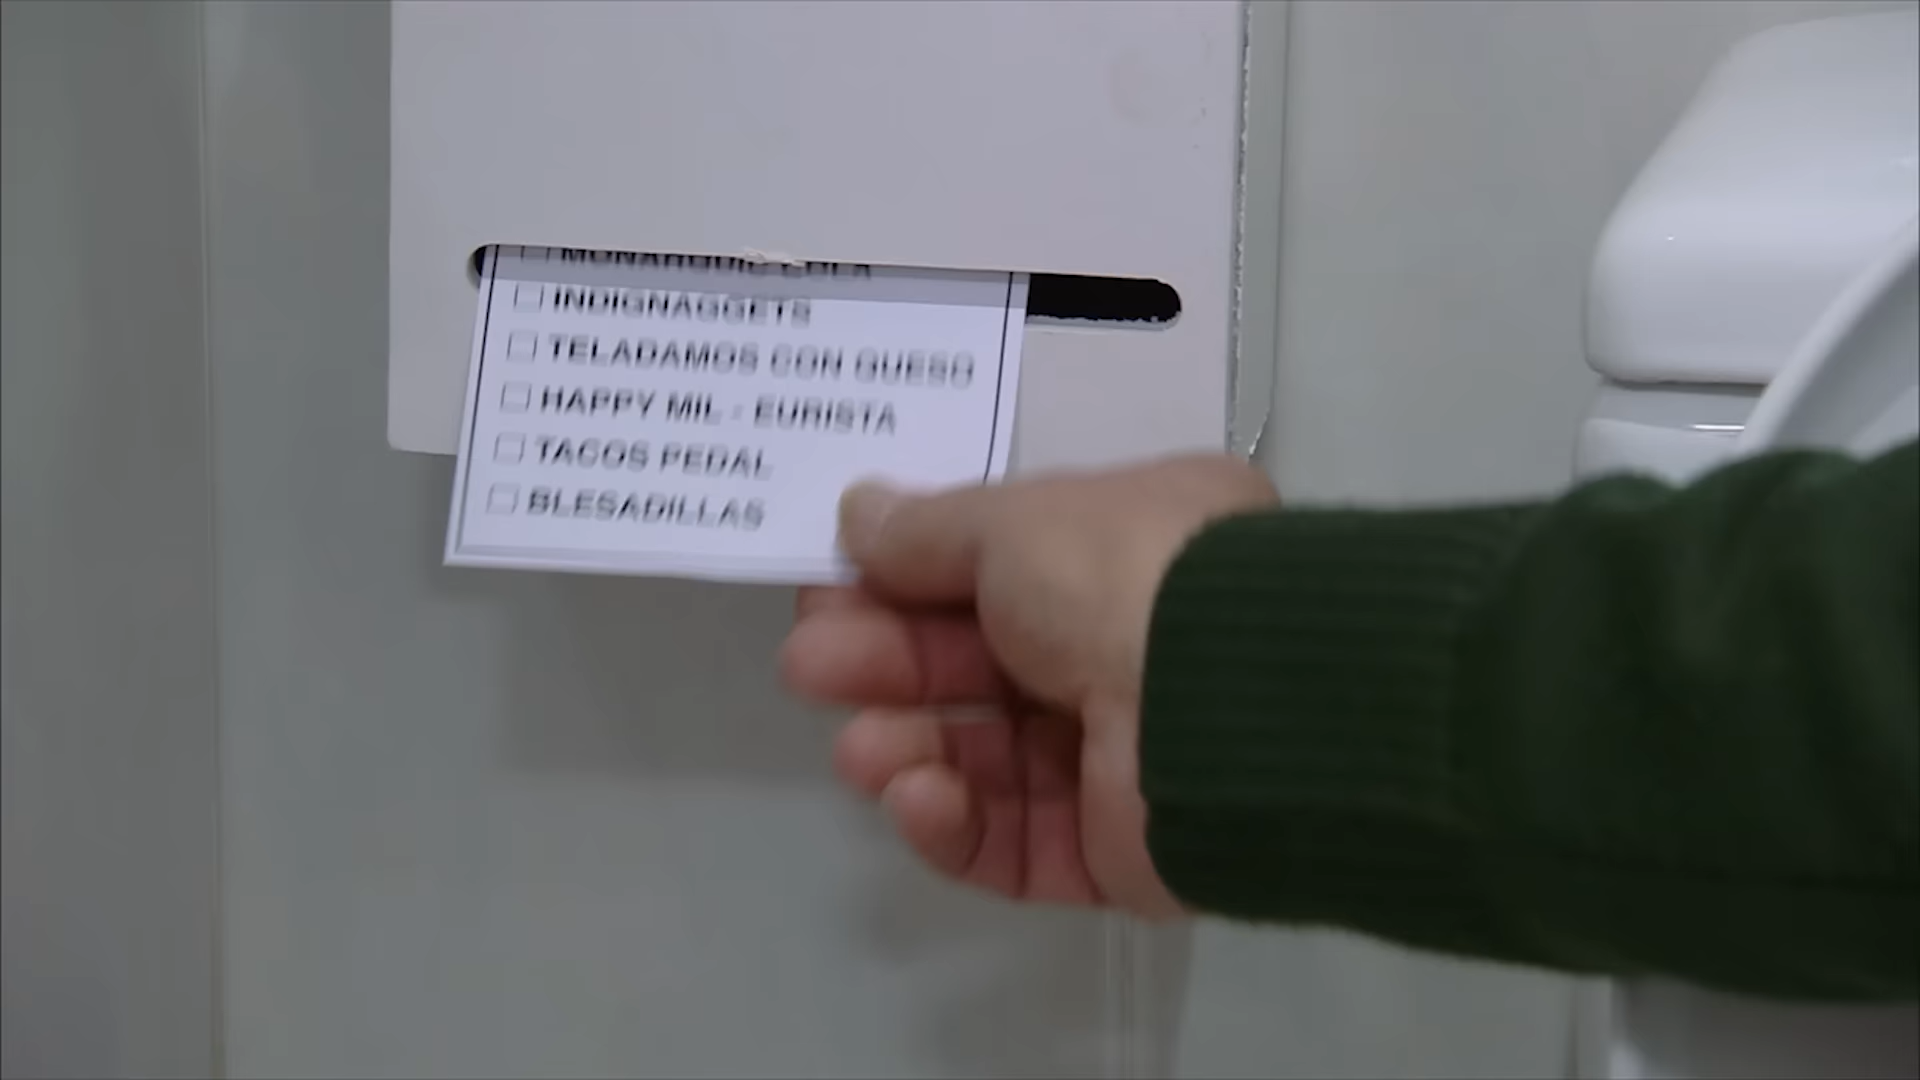 INDIGNAGGETS
TELADAMOS CON QUESO
HAPPY MIL - EURISTA
TACOS PEDAL
BLESADILLAS